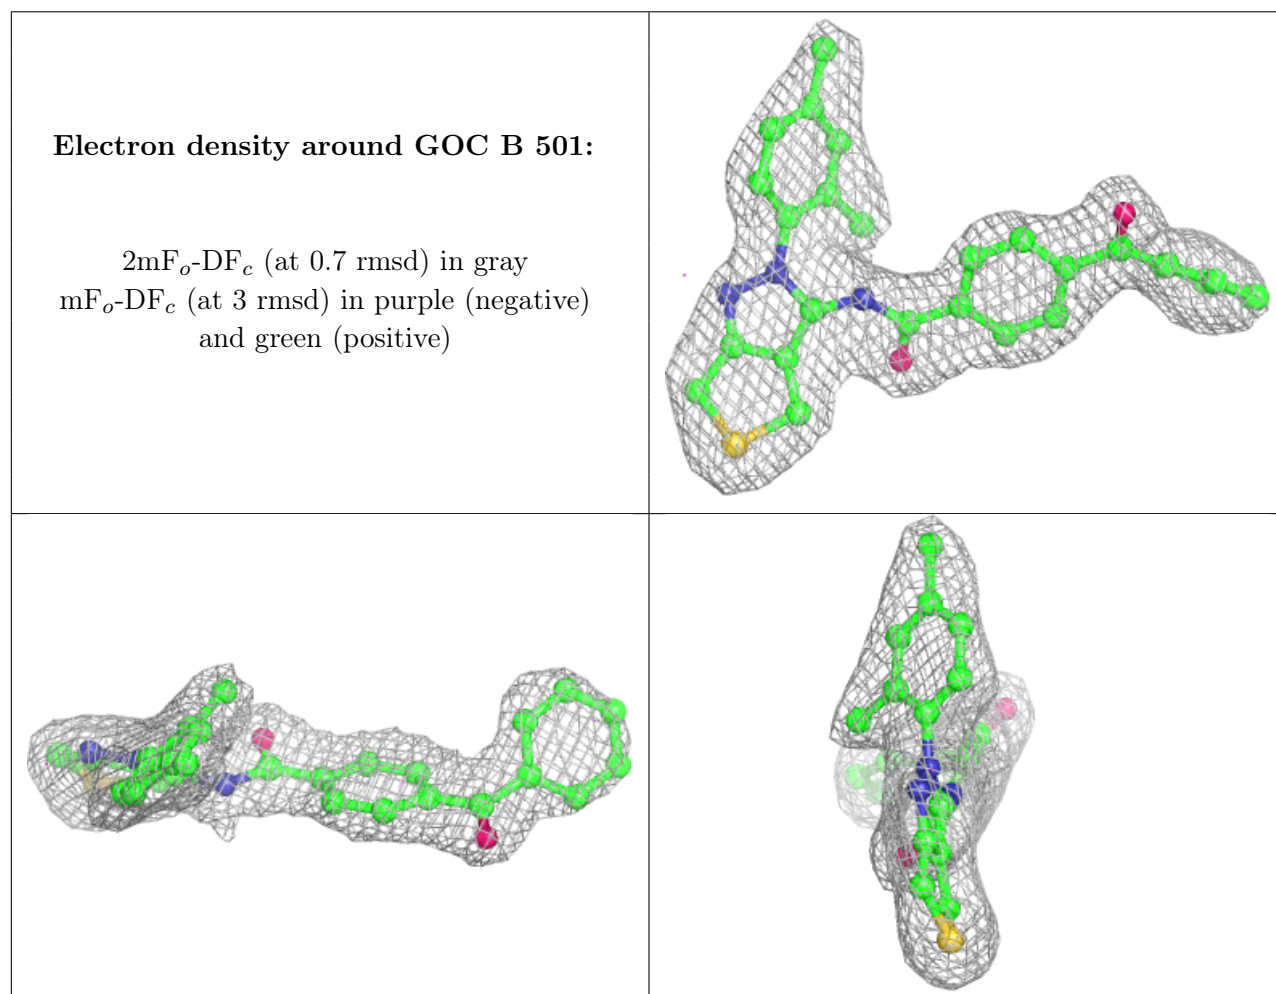 Electron density around GOC B 501:
2mFₒ-DF𝒸 (at 0.7 rmsd) in gray
mFₒ-DF𝒸 (at 3 rmsd) in purple (negative)
and green (positive)